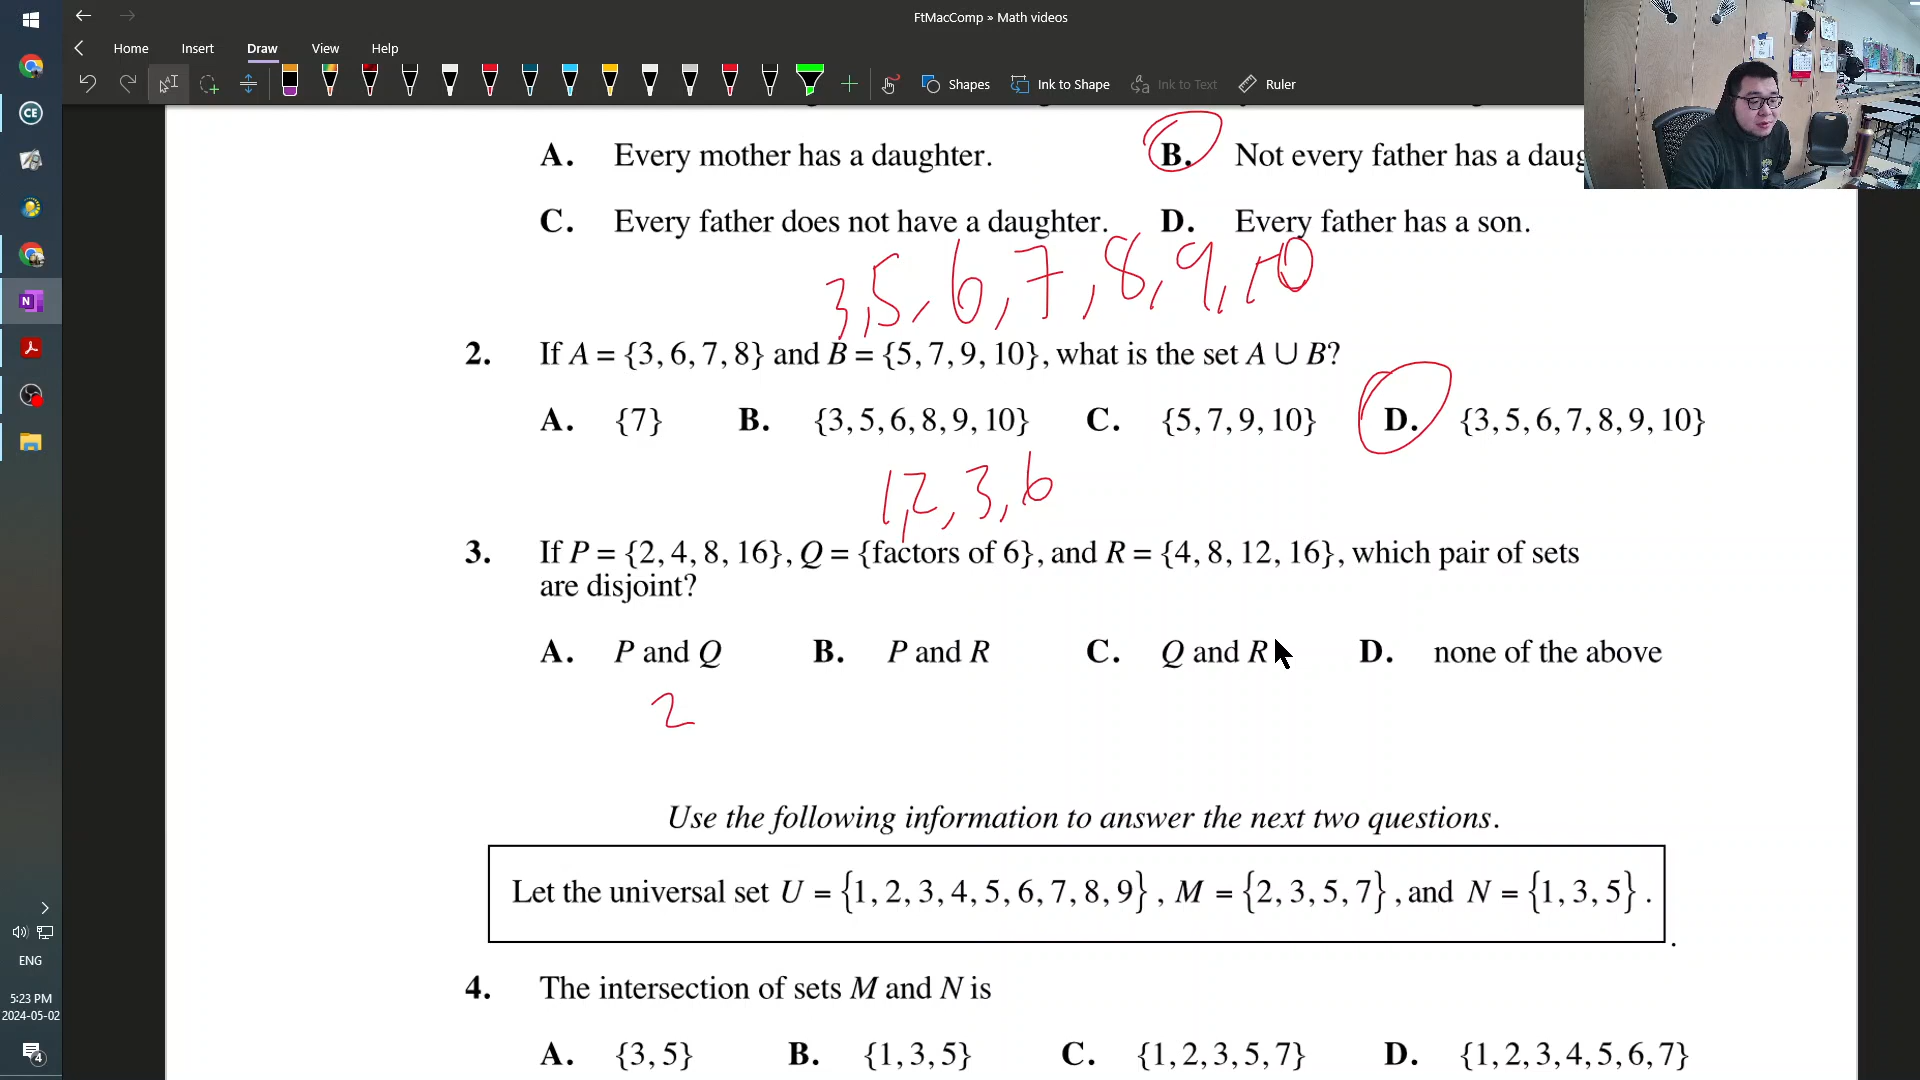 FtMacComp » Math videos
Home Insert Draw View Help
Shapes Ink to Shape Ink to Text Ruler
A. Every mother has a daughter. B. Not every father has a daug
C. Every father does not have a daughter. D. Every father has a son.
3, 5, 6, 7, 8, 9, 10
2. If A = {3, 6, 7, 8} and B = {5, 7, 9, 10}, what is the set A ∪ B?
A. {7} B. {3, 5, 6, 8, 9, 10} C. {5, 7, 9, 10} D. {3, 5, 6, 7, 8, 9, 10}
1, 2, 3, 6
3. If P = {2, 4, 8, 16}, Q = {factors of 6}, and R = {4, 8, 12, 16}, which pair of sets
are disjoint?
A. P and Q B. P and R C. Q and R D. none of the above
2
Use the following information to answer the next two questions.
Let the universal set U = {1, 2, 3, 4, 5, 6, 7, 8, 9}, M = {2, 3, 5, 7}, and N = {1, 3, 5}.
.
4. The intersection of sets M and N is
A. {3, 5} B. {1, 3, 5} C. {1, 2, 3, 5, 7} D. {1, 2, 3, 4, 5, 6, 7}
CE
N
ENG
5:23 PM
2024-05-02
4